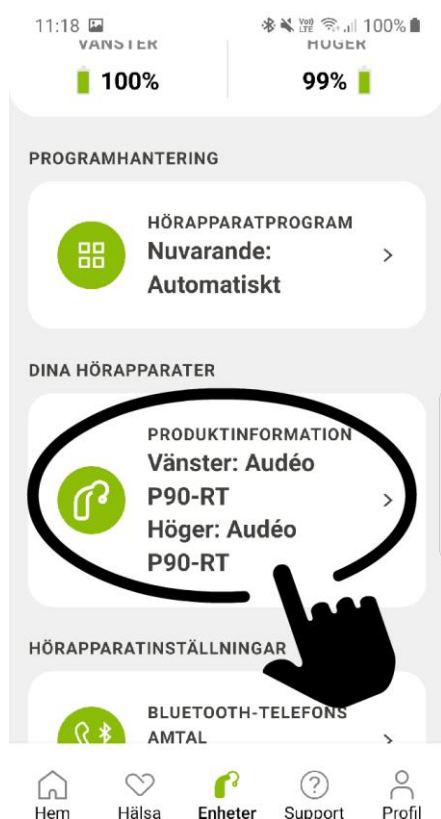 11:18 VoLTE 100%
VÄNSTER HÖGER
100% 99%
PROGRAMHANTERING
HÖRAPPARATPROGRAM
Nuvarande:
Automatiskt
DINA HÖRAPPARATER
PRODUKTINFORMATION
Vänster: Audéo
P90-RT
Höger: Audéo
P90-RT
HÖRAPPARATINSTÄLLNINGAR
BLUETOOTH-TELEFONS
AMTAL
Hem Hälsa Enheter Support Profil